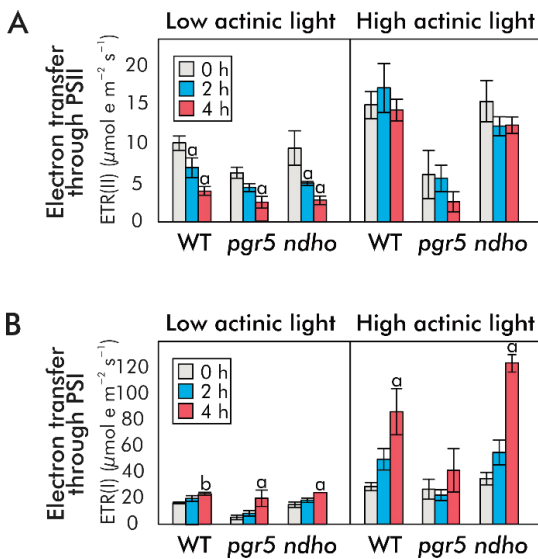 A
Low actinic light
High actinic light
Electron transfer
through PSII
ETR(II) (μmol e m⁻² s⁻¹)
20
15
10
5
0
0 h
2 h
4 h
a
a
a
a
a
WT
pgr5
ndho
WT
pgr5
ndho
B
Low actinic light
High actinic light
Electron transfer
through PSI
ETR(I) (μmol e m⁻² s⁻¹)
120
100
80
60
40
20
0
0 h
2 h
4 h
b
a
a
a
a
WT
pgr5
ndho
WT
pgr5
ndho